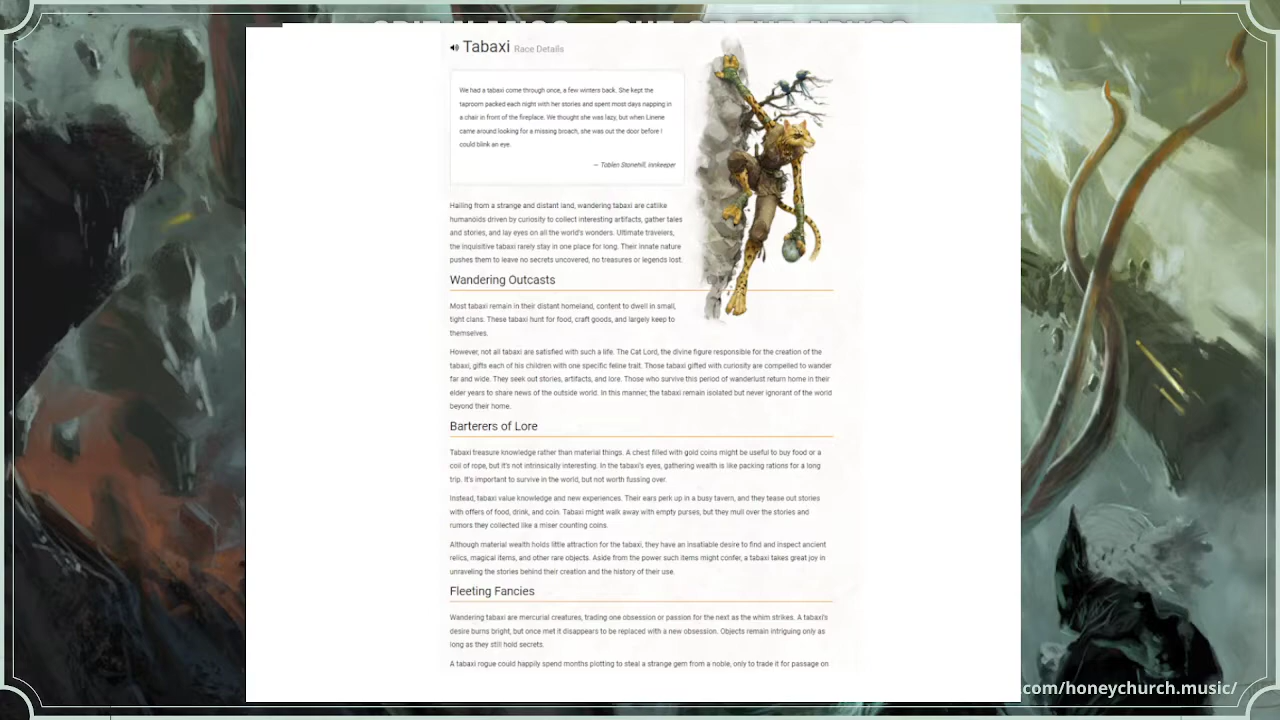 Tabaxi Race Details
We had a tabaxi come through once, a few winters back. She kept the
taproom packed each night with her stories and spent most days napping in
a chair in front of the fireplace. We thought she was lazy, but when Linene
came around looking for a missing broach, she was out the door before I
could blink an eye.
— Toblen Stonehill, innkeeper
Hailing from a strange and distant land, wandering tabaxi are catlike
humanoids driven by curiosity to collect interesting artifacts, gather tales
and stories, and lay eyes on all the world's wonders. Ultimate travelers,
the inquisitive tabaxi rarely stay in one place for long. Their innate nature
pushes them to leave no secrets uncovered, no treasures or legends lost.
Wandering Outcasts
Most tabaxi remain in their distant homeland, content to dwell in small,
tight clans. These tabaxi hunt for food, craft goods, and largely keep to
themselves.
However, not all tabaxi are satisfied with such a life. The Cat Lord, the divine figure responsible for the creation of the
tabaxi, gifts each of his children with one specific feline trait. Those tabaxi gifted with curiosity are compelled to wander
far and wide. They seek out stories, artifacts, and lore. Those who survive this period of wanderlust return home in their
elder years to share news of the outside world. In this manner, the tabaxi remain isolated but never ignorant of the world
beyond their home.
Barterers of Lore
Tabaxi treasure knowledge rather than material things. A chest filled with gold coins might be useful to buy food or a
coil of rope, but it's not intrinsically interesting. In the tabaxi's eyes, gathering wealth is like packing rations for a long
trip. It's important to survive in the world, but not worth fussing over.
Instead, tabaxi value knowledge and new experiences. Their ears perk up in a busy tavern, and they tease out stories
with offers of food, drink, and coin. Tabaxi might walk away with empty purses, but they mull over the stories and
rumors they collected like a miser counting coins.
Although material wealth holds little attraction for the tabaxi, they have an insatiable desire to find and inspect ancient
relics, magical items, and other rare objects. Aside from the power such items might confer, a tabaxi takes great joy in
unraveling the stories behind their creation and the history of their use.
Fleeting Fancies
Wandering tabaxi are mercurial creatures, trading one obsession or passion for the next as the whim strikes. A tabaxi's
desire burns bright, but once met it disappears to be replaced with a new obsession. Objects remain intriguing only as
long as they still hold secrets.
A tabaxi rogue could happily spend months plotting to steal a strange gem from a noble, only to trade it for passage on
com/honeychurch.music/